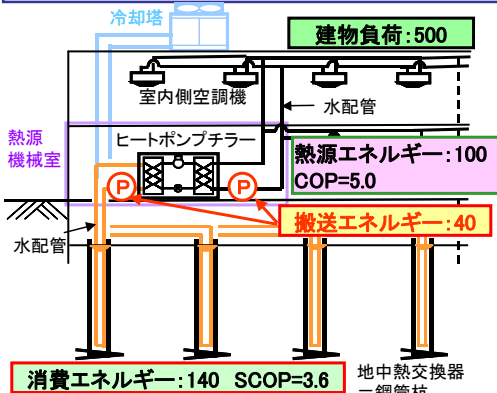 冷却塔
建物負荷：500
室内側空調機
水配管
熱源
機械室
ヒートポンプチラー
熱源エネルギー：100
COP=5.0
P
P
搬送エネルギー：40
水配管
消費エネルギー：140 SCOP=3.6
地中熱交換器